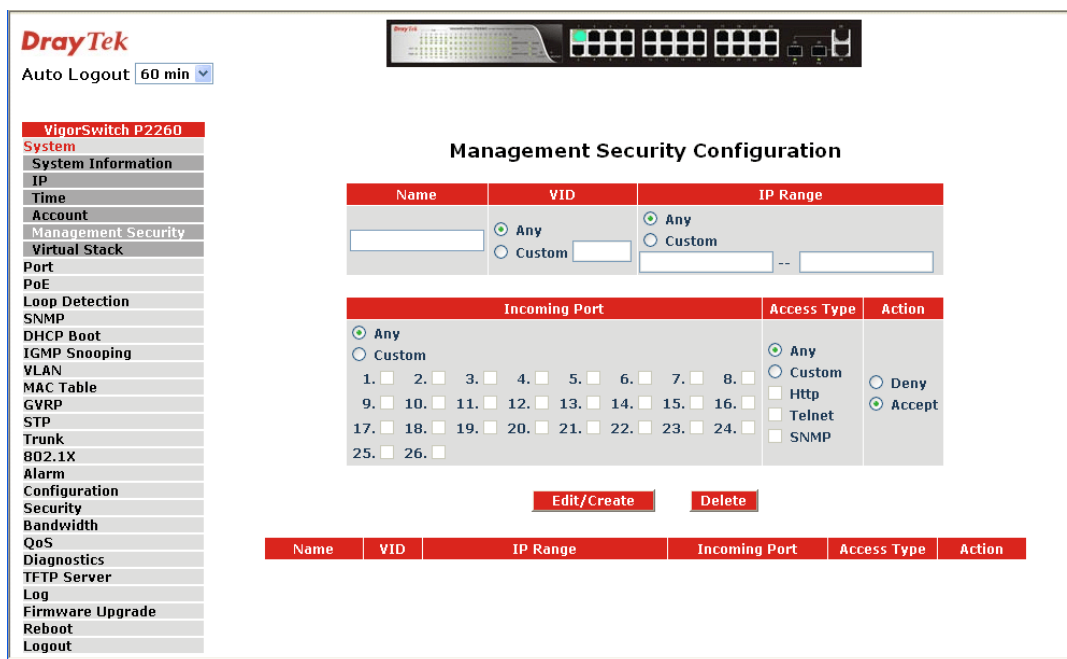 DrayTek
Auto Logout 60 min
VigorSwitch P2260
System
System Information
IP
Time
Account
Management Security
Virtual Stack
Port
PoE
Loop Detection
SNMP
DHCP Boot
IGMP Snooping
VLAN
MAC Table
GVRP
STP
Trunk
802.1X
Alarm
Configuration
Security
Bandwidth
QoS
Diagnostics
TFTP Server
Log
Firmware Upgrade
Reboot
Logout
Management Security Configuration
Name VID IP Range
Any
Custom
Any
Custom
--
Incoming Port Access Type Action
Any
Custom
1. 2. 3. 4. 5. 6. 7. 8.
9. 10. 11. 12. 13. 14. 15. 16.
17. 18. 19. 20. 21. 22. 23. 24.
25. 26.
Any
Custom
Http
Telnet
SNMP
Deny
Accept
Edit/Create Delete
Name VID IP Range Incoming Port Access Type Action